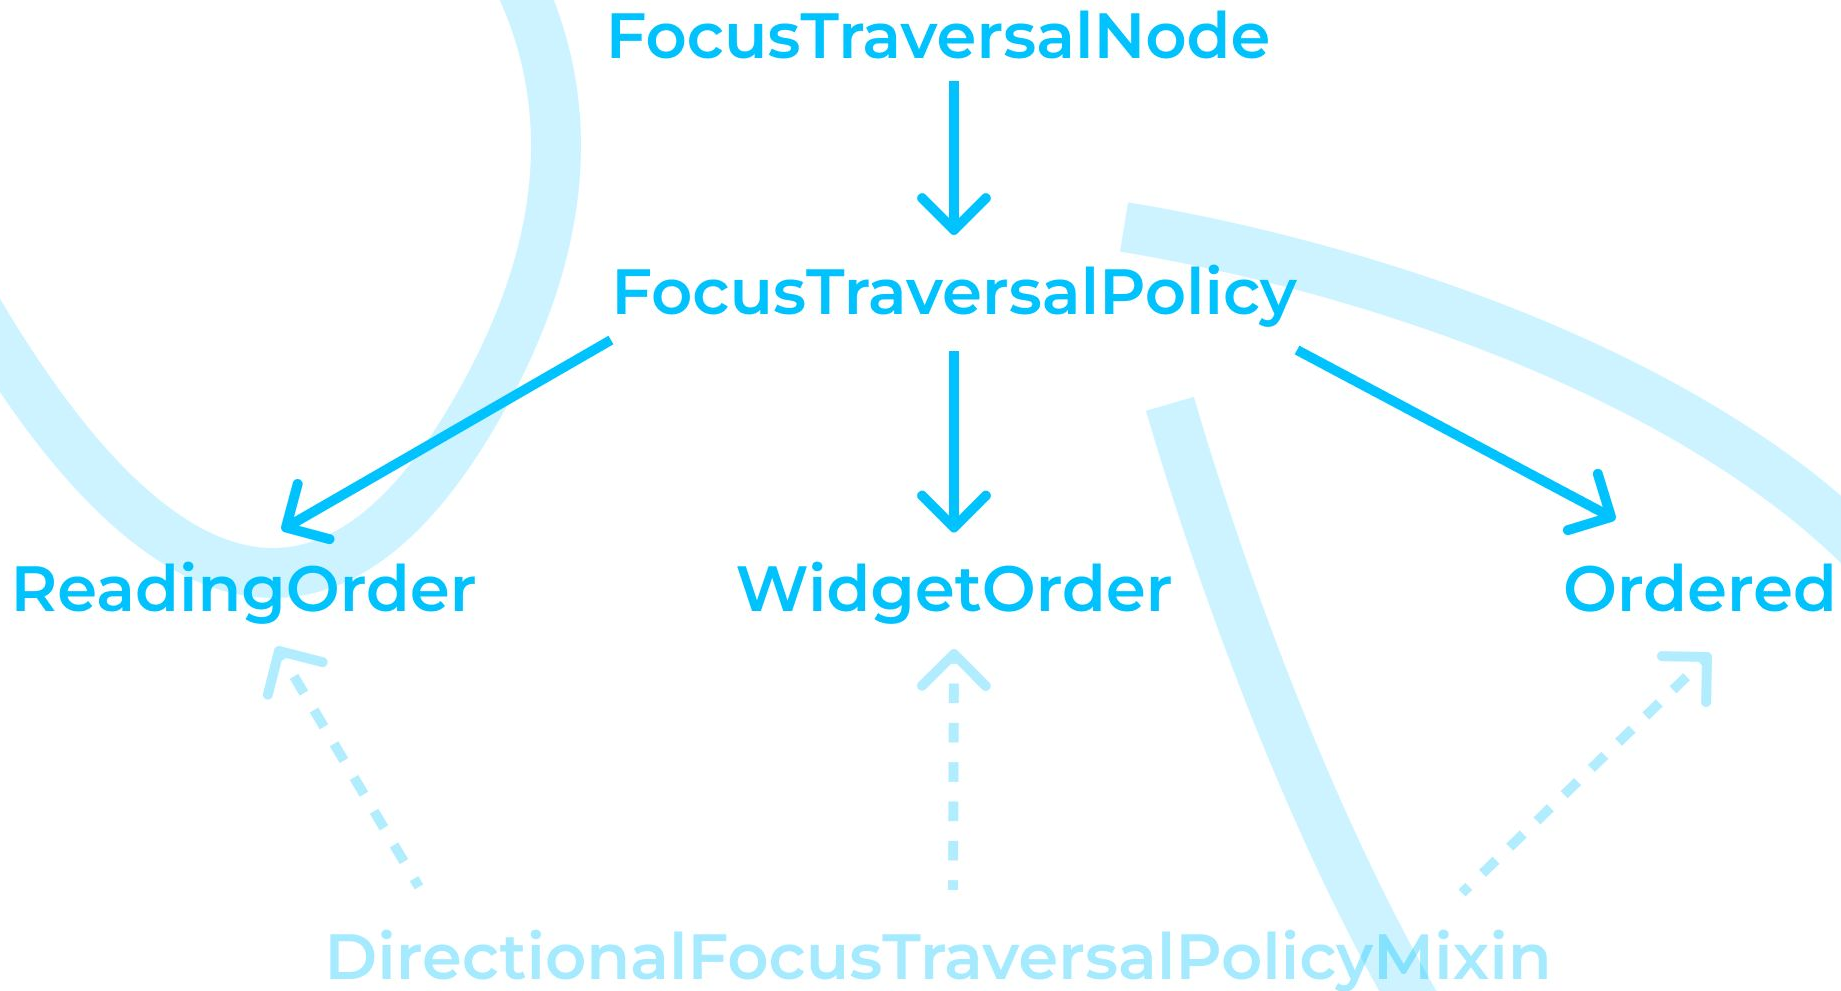 FocusTraversalNode
FocusTraversalPolicy
ReadingOrder WidgetOrder Ordered
DirectionalFocusTraversalPolicyMixin